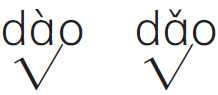 dào dǎo
√ √